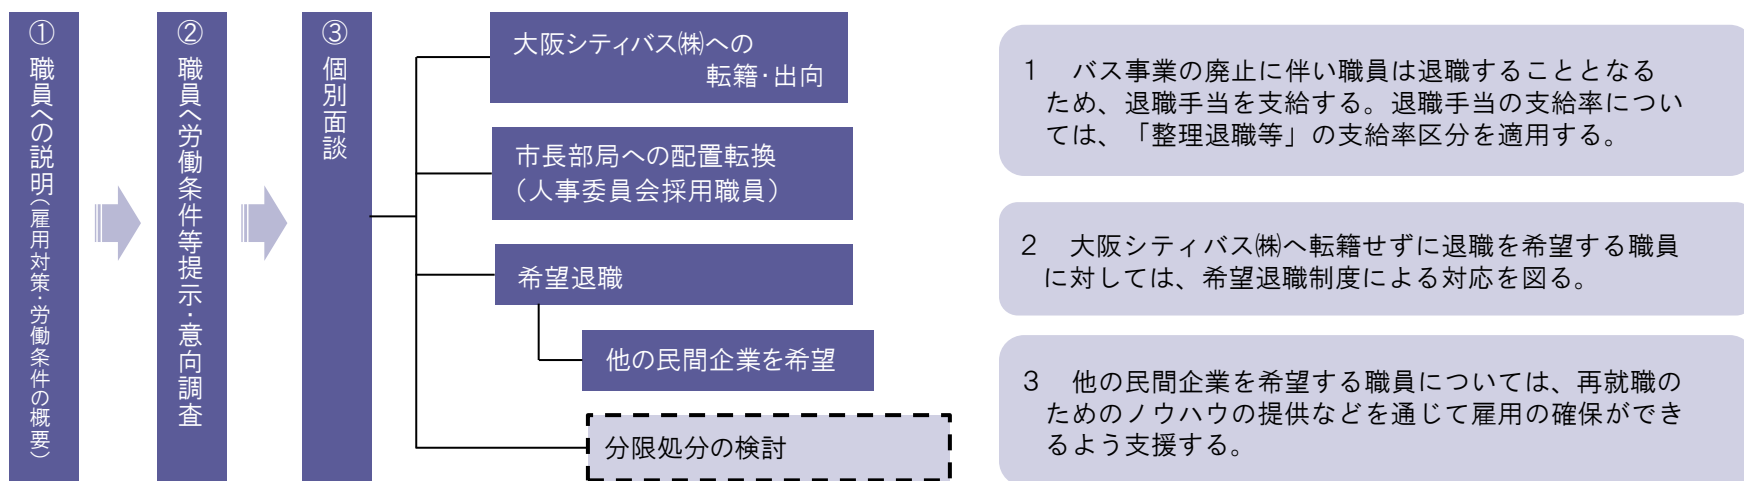 ① 職員への説明（雇用対策・労働条件の概要）
② 職員へ労働条件等提示・意向調査
③ 個別面談
大阪シティバス㈱への
転籍・出向
市長部局への配置転換
（人事委員会採用職員）
希望退職
他の民間企業を希望
分限処分の検討
１　バス事業の廃止に伴い職員は退職することとなる
ため、退職手当を支給する。退職手当の支給率につい
ては、「整理退職等」の支給率区分を適用する。
２　大阪シティバス㈱へ転籍せずに退職を希望する職員
に対しては、希望退職制度による対応を図る。
３　他の民間企業を希望する職員については、再就職の
ためのノウハウの提供などを通じて雇用の確保ができ
るよう支援する。